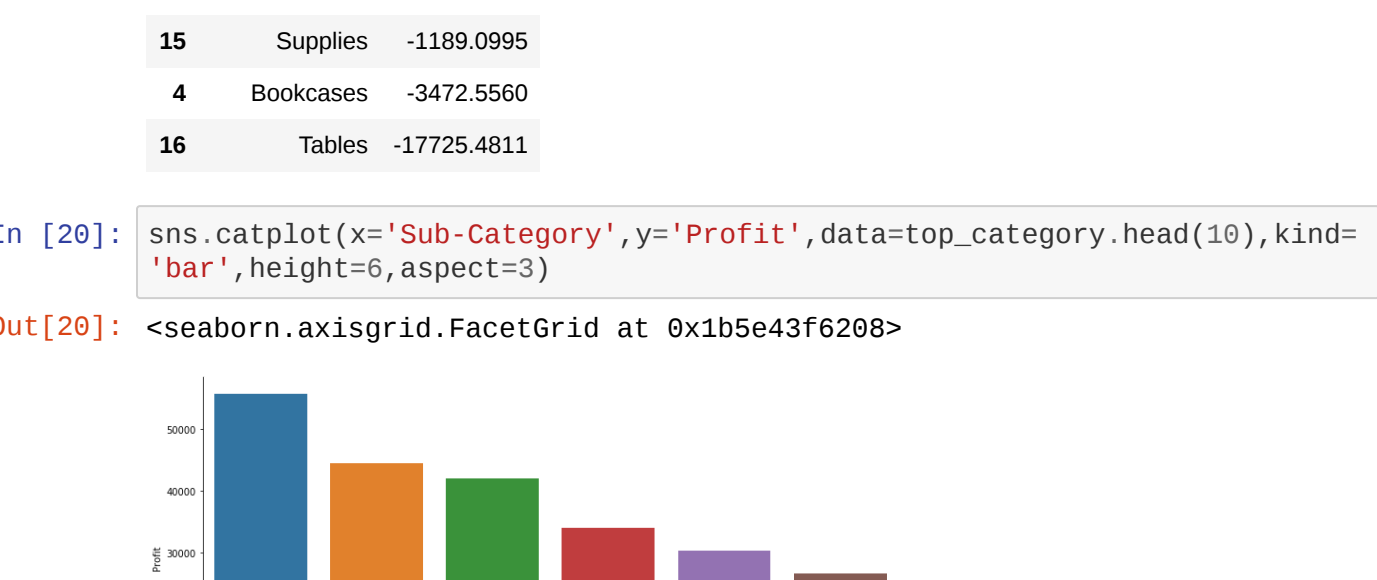 15 Supplies -1189.0995
4 Bookcases -3472.5560
16 Tables -17725.4811
In [20]: sns.catplot(x='Sub-Category',y='Profit',data=top_category.head(10),kind=
'bar',height=6,aspect=3)
Out[20]: <seaborn.axisgrid.FacetGrid at 0x1b5e43f6208>
50000
40000
30000
Profit